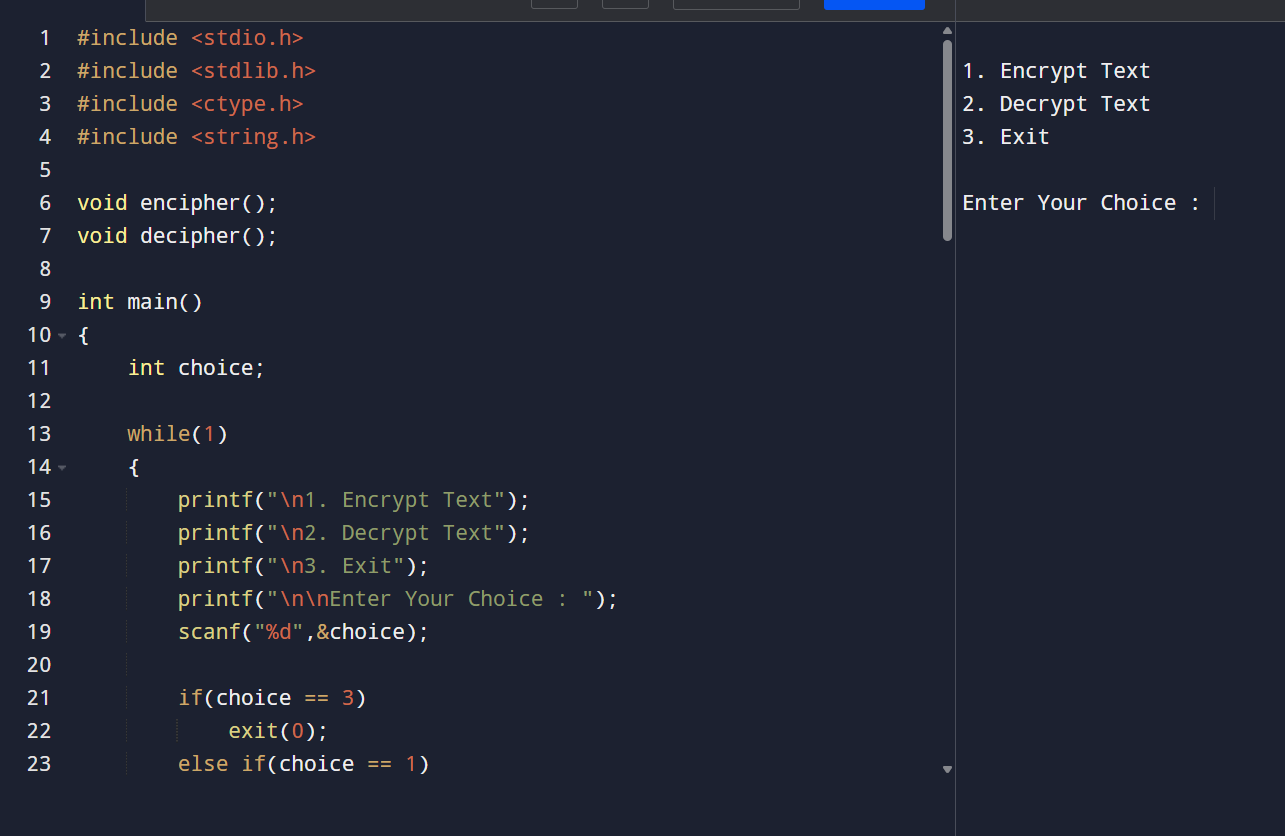 1 #include <stdio.h>
2 #include <stdlib.h>
3 #include <ctype.h>
4 #include <string.h>
5
6 void encipher();
7 void decipher();
8
9 int main()
10 {
11     int choice;
12
13     while(1)
14     {
15         printf("\n1. Encrypt Text");
16         printf("\n2. Decrypt Text");
17         printf("\n3. Exit");
18         printf("\n\nEnter Your Choice : ");
19         scanf("%d",&choice);
20
21         if(choice == 3)
22             exit(0);
23         else if(choice == 1)
1. Encrypt Text
2. Decrypt Text
3. Exit
Enter Your Choice :